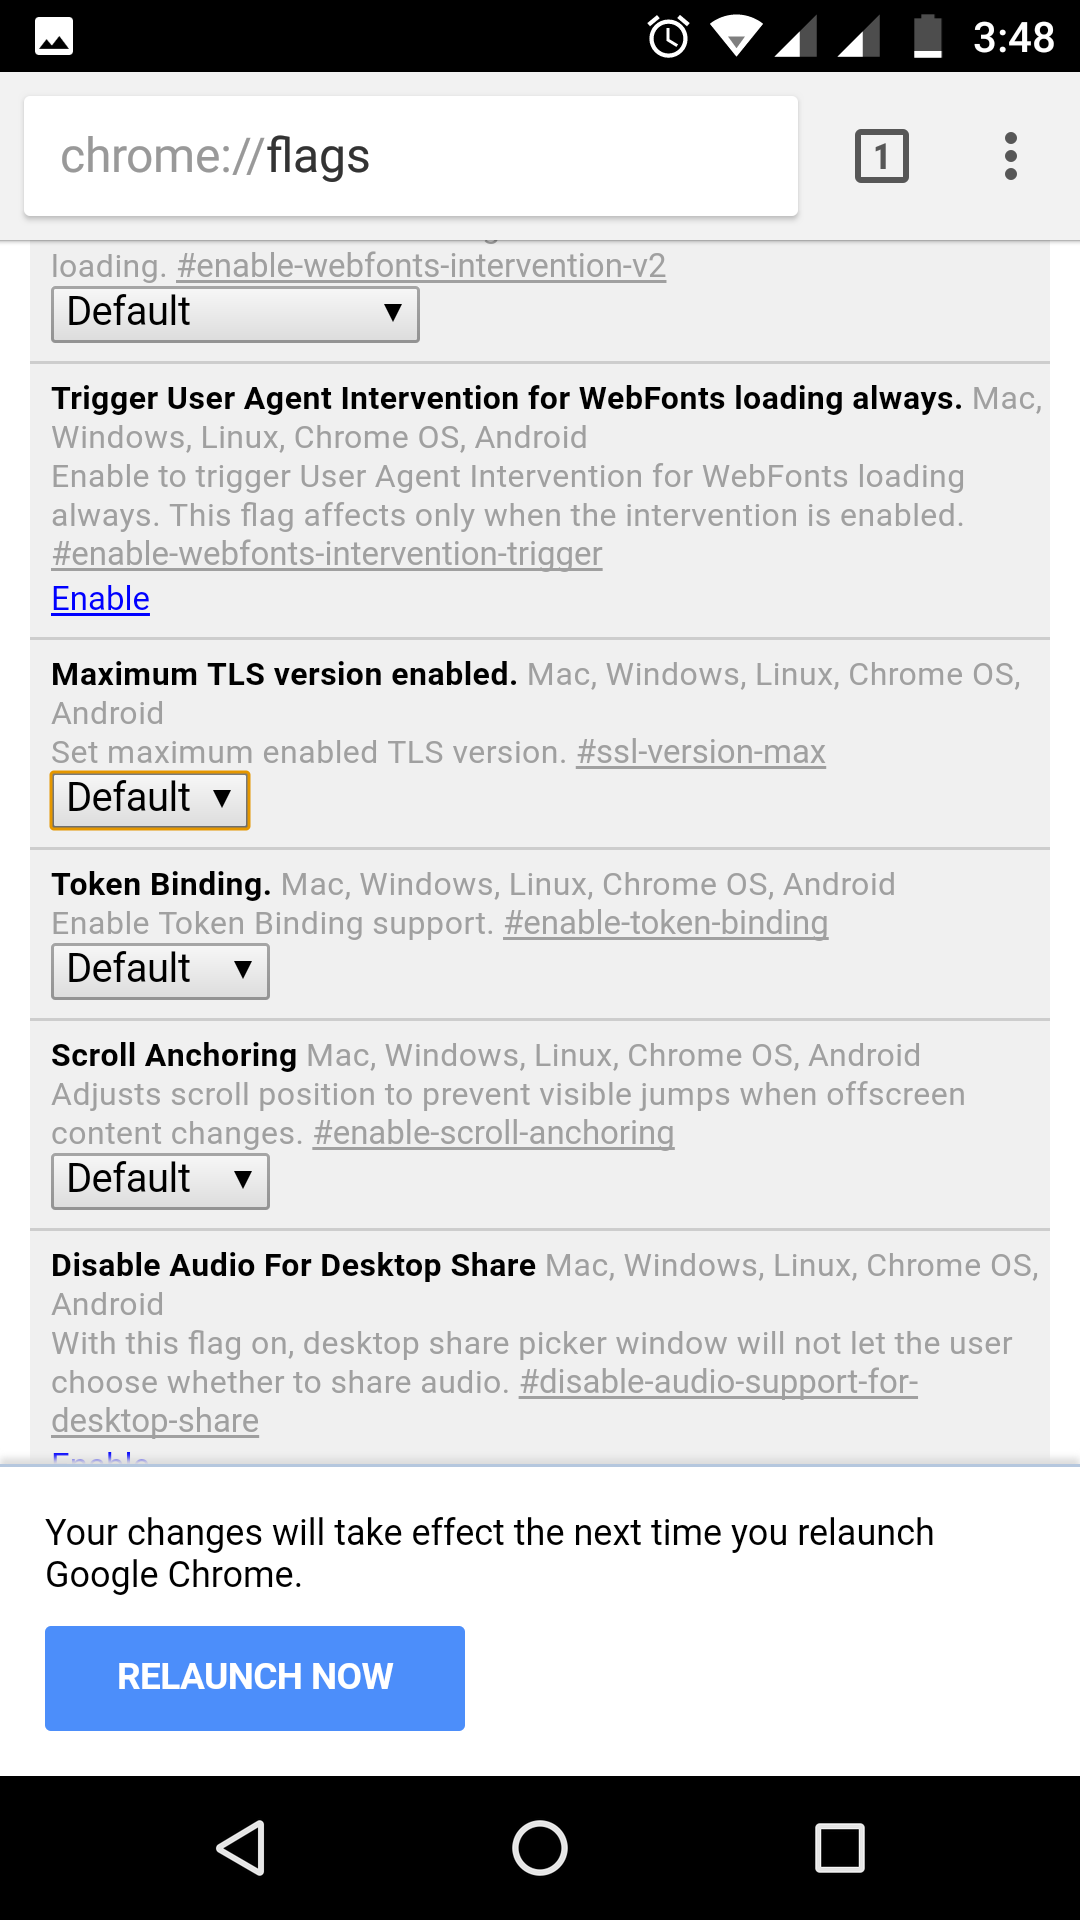 3:48
chrome://flags
1
loading. #enable-webfonts-intervention-v2
Default
Trigger User Agent Intervention for WebFonts loading always. Mac,
Windows, Linux, Chrome OS, Android
Enable to trigger User Agent Intervention for WebFonts loading
always. This flag affects only when the intervention is enabled.
#enable-webfonts-intervention-trigger
Enable
Maximum TLS version enabled. Mac, Windows, Linux, Chrome OS,
Android
Set maximum enabled TLS version. #ssl-version-max
Default
Token Binding. Mac, Windows, Linux, Chrome OS, Android
Enable Token Binding support. #enable-token-binding
Default
Scroll Anchoring Mac, Windows, Linux, Chrome OS, Android
Adjusts scroll position to prevent visible jumps when offscreen
content changes. #enable-scroll-anchoring
Default
Disable Audio For Desktop Share Mac, Windows, Linux, Chrome OS,
Android
With this flag on, desktop share picker window will not let the user
choose whether to share audio. #disable-audio-support-for-
desktop-share
Enable
Your changes will take effect the next time you relaunch
Google Chrome.
RELAUNCH NOW